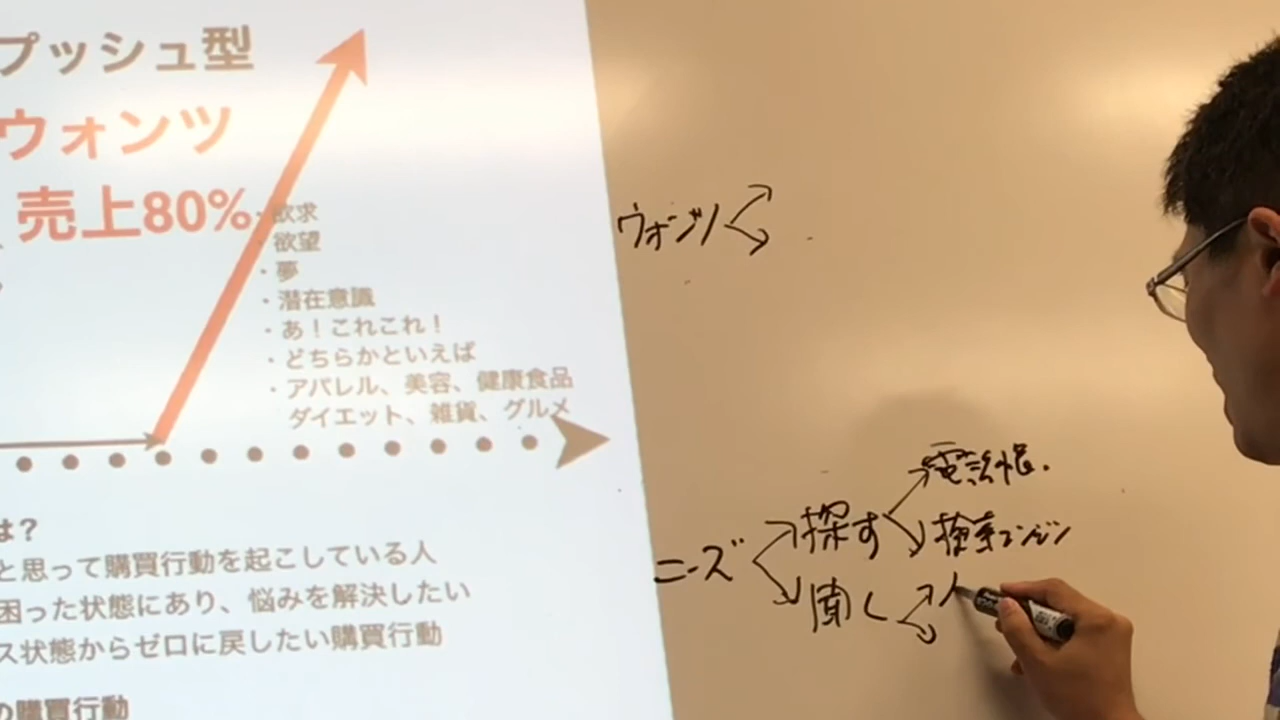 プッシュ型
ウォンツ
売上80%
・欲求
・欲望
・夢
・潜在意識
・あ！これこれ！
・どちらかといえば
・アパレル、美容、健康食品
ダイエット、雑貨、グルメ
は？
と思って購買行動を起こしている人
困った状態にあり、悩みを解決したい
ス状態からゼロに戻したい購買行動
の購買行動
ウォンツ
ニーズ
探す
電話帳
検索エンジン
聞く
人